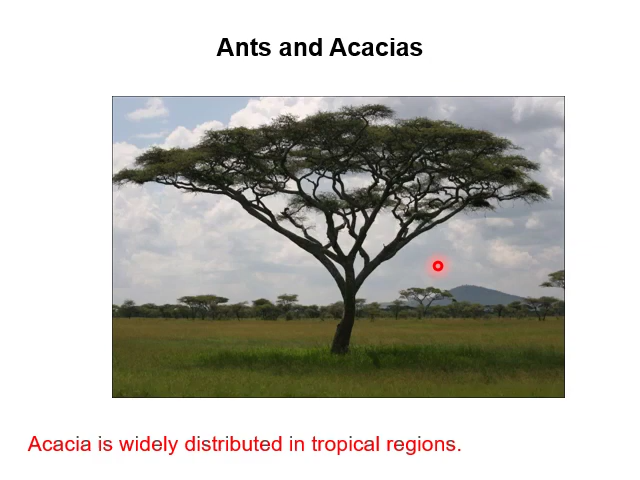 Ants and Acacias
Acacia is widely distributed in tropical regions.